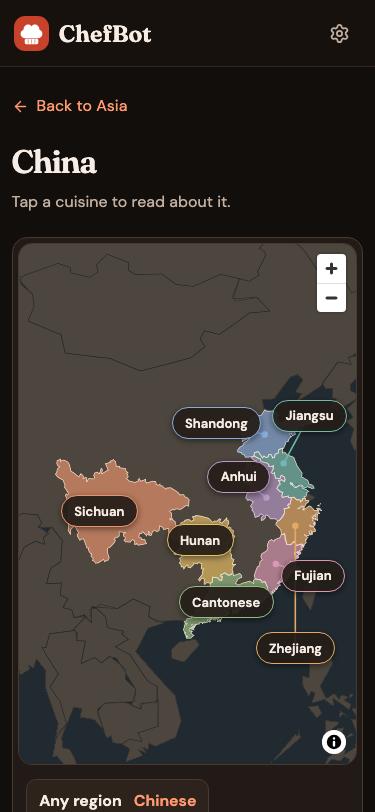 ChefBot
← Back to Asia
China
Tap a cuisine to read about it.
+
−
Jiangsu
Shandong
Anhui
Sichuan
Hunan
Fujian
Cantonese
Zhejiang
Any region Chinese